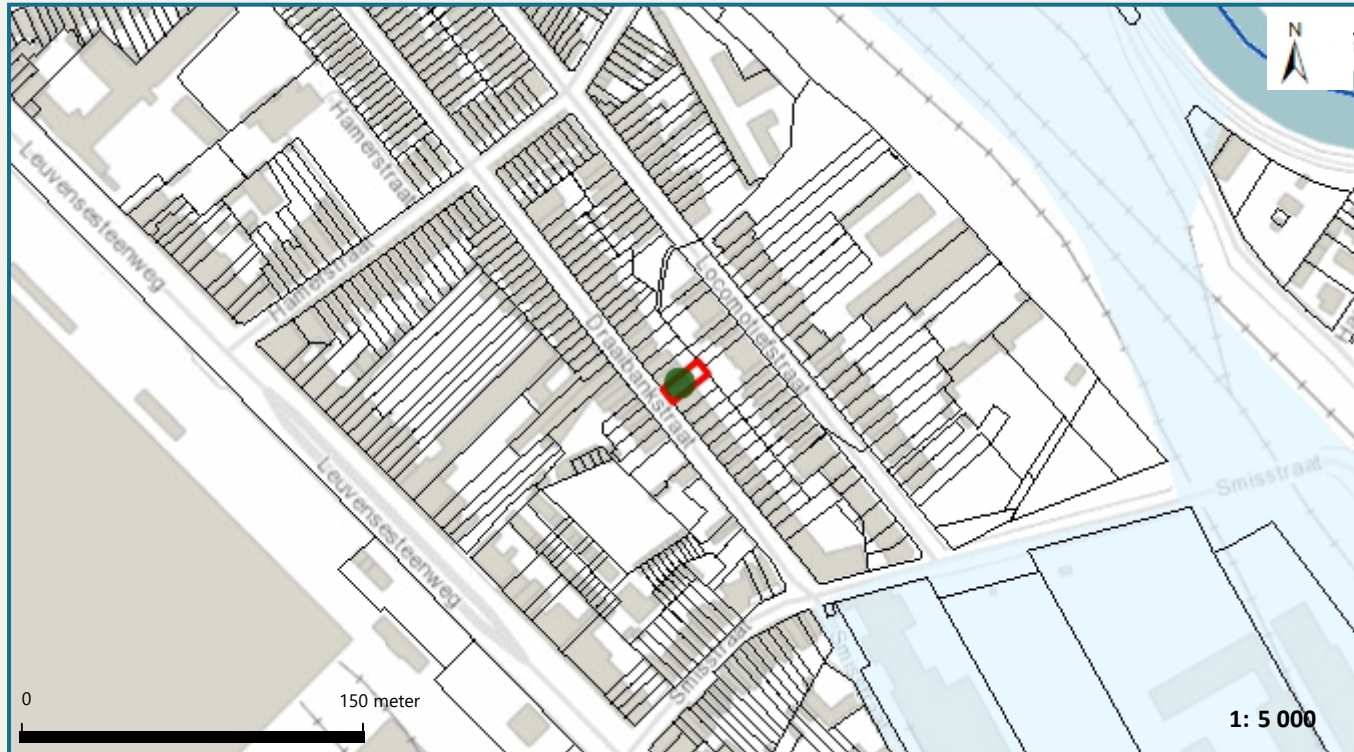 N
Hamerstraat
Leuvensesteenweg
Hamerstraat
Locomotiefstraat
Draaibankstraat
Leuvensesteenweg
Smisstraat
Smisstraat
0
150 meter
1: 5 000